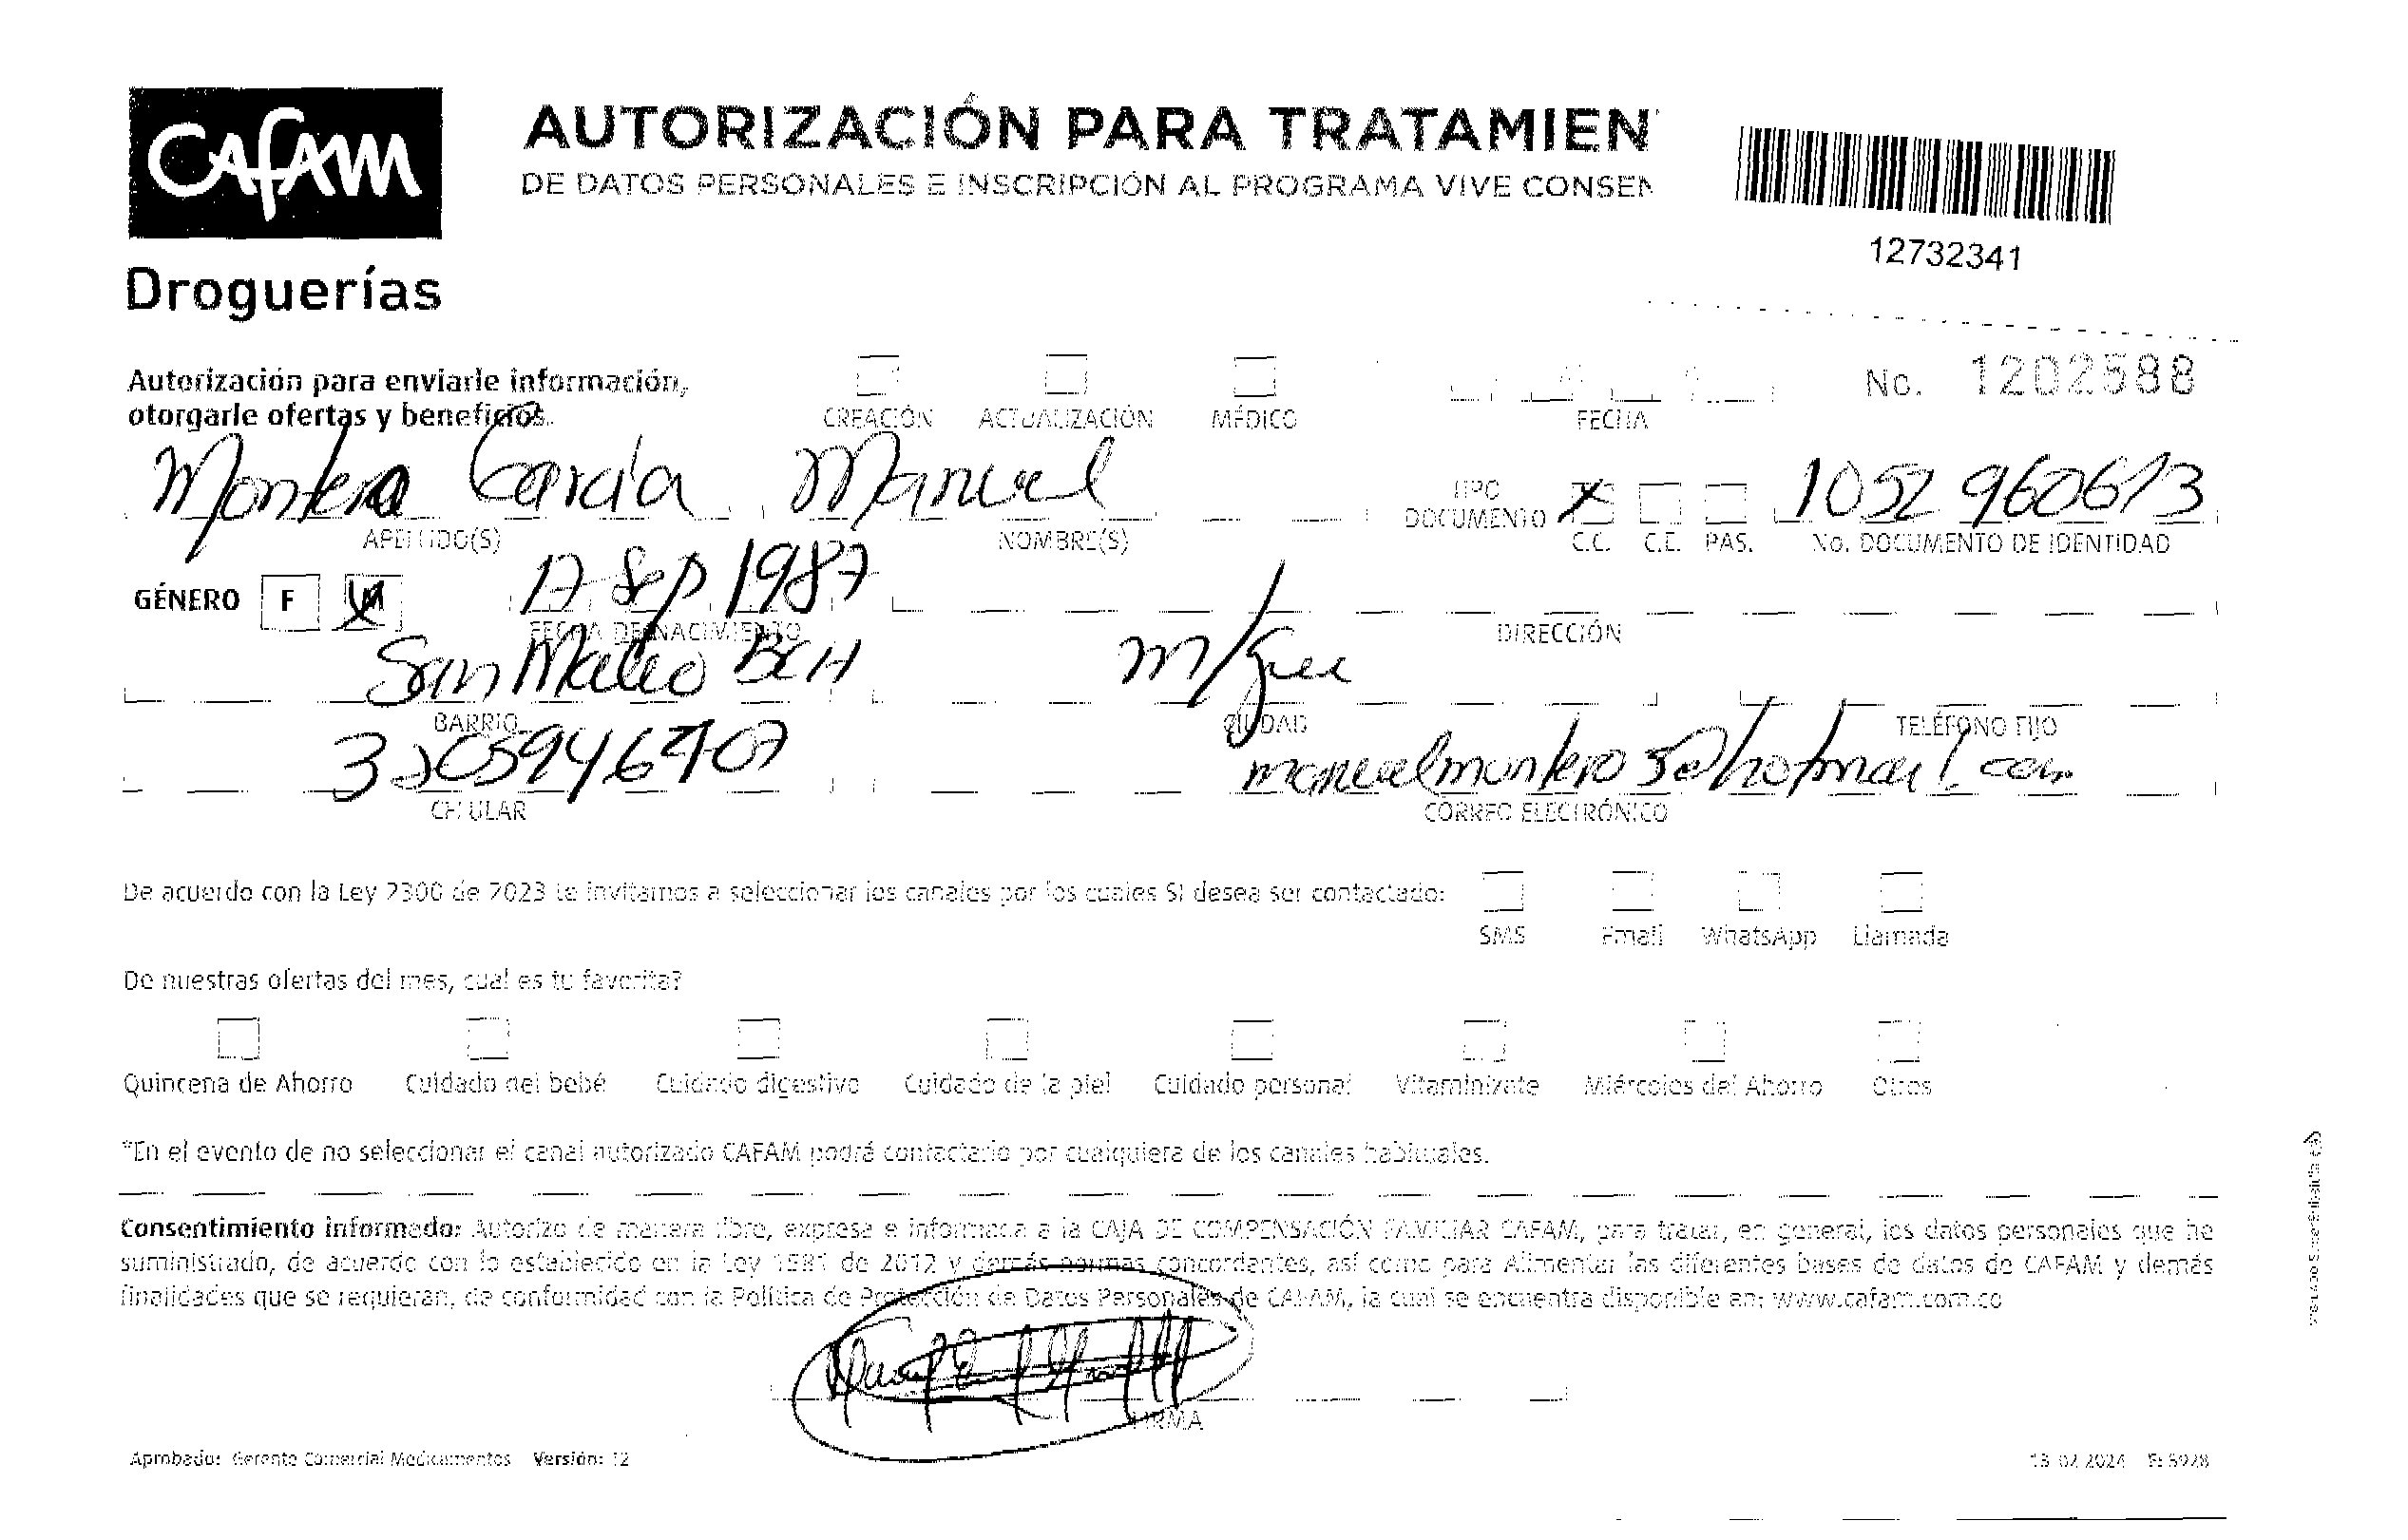 CAFAM
Droguerías
AUTORIZACIÓN PARA TRATAMIEN
DE DATOS PERSONALES E INSCRIPCIÓN AL PROGRAMA VIVE CONSEN
12732341
Autorización para enviarle información,
otorgarle ofertas y beneficios.
CREACIÓN ACTUALIZACIÓN MÉDICO FECHA No. 1202588
Montero Garcia Manuel TIPO DOCUMENTO X 1052960613
APELLIDO(S) NOMBRE(S) C.C. C.E. PAS. No. DOCUMENTO DE IDENTIDAD
GÉNERO F M X 17 Sep 1987
FECHA DE NACIMIENTO DIRECCIÓN
San Mateo BCH
BARRIO CIUDAD TELÉFONO FIJO
manuelmontero5@hotmail.com
CELULAR CORREO ELECTRÓNICO
De acuerdo con la Ley 2300 de 2023 te invitamos a seleccionar los canales por los cuales SI desea ser contactado:
SMS Email WhatsApp Llamada
De nuestras ofertas del mes, cual es tu favorita?
Quincena de Ahorro Cuidado del bebé Cuidado digestivo Cuidado de la piel Cuidado personal Vitaminízate Miércoles del Ahorro Otros
*En el evento de no seleccionar el canal autorizado CAFAM podrá contactarlo por cualquiera de los canales habituales.
Consentimiento informado: Autorizo de manera libre, expresa e informada a la CAJA DE COMPENSACIÓN FAMILIAR CAFAM, para tratar, en general, los datos personales que he
suministrado, de acuerdo con lo establecido en la Ley 1581 de 2012 y demás normas concordantes, así como para Alimentar las diferentes bases de datos de CAFAM y demás
finalidades que se requieran, de conformidad con la Política de Protección de Datos Personales de CAFAM, la cual se encuentra disponible en: www.cafam.com.co
FIRMA
Aprobado: Gerente Comercial Medicamentos Versión: 12
13 02 2024 F: 5928